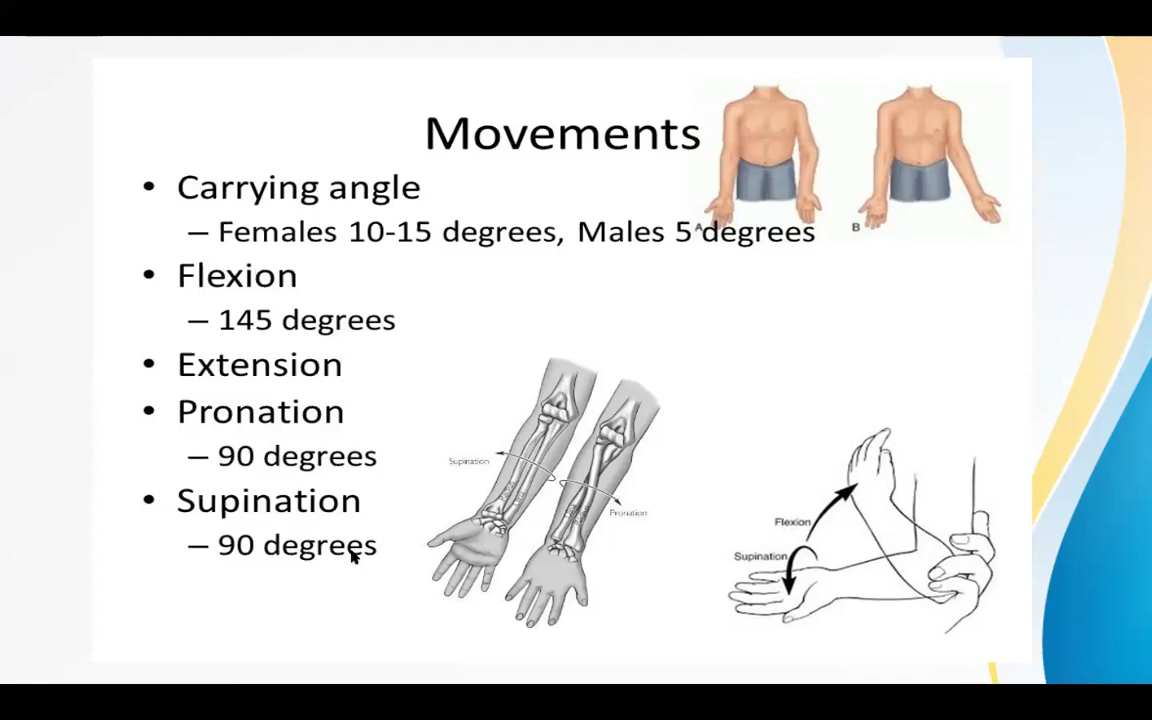 Movements
• Carrying angle
– Females 10-15 degrees, Males 5 degrees
A
B
• Flexion
– 145 degrees
• Extension
• Pronation
– 90 degrees
• Supination
– 90 degrees
Supination
Pronation
Flexion
Supination